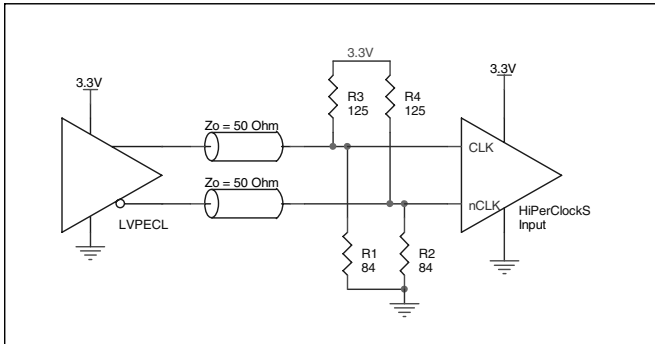 3.3V
3.3V
R3
125
R4
125
3.3V
Zo = 50 Ohm
CLK
Zo = 50 Ohm
nCLK
LVPECL
HiPerClockS
Input
R1
84
R2
84